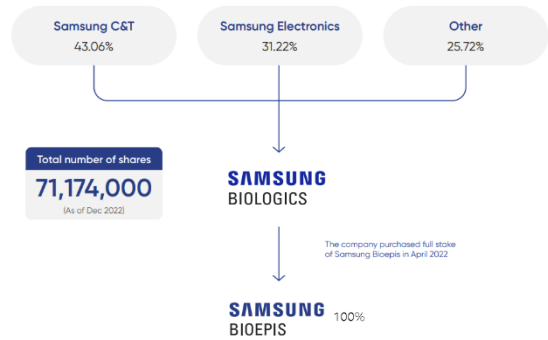 Samsung C&T
43.06%
Samsung Electronics
31.22%
Other
25.72%
Total number of shares
71,174,000
(As of Dec 2022)
SAMSUNG
BIOLOGICS
The company purchased full stake
of Samsung Bioepis in April 2022
SAMSUNG
BIOEPIS
100%